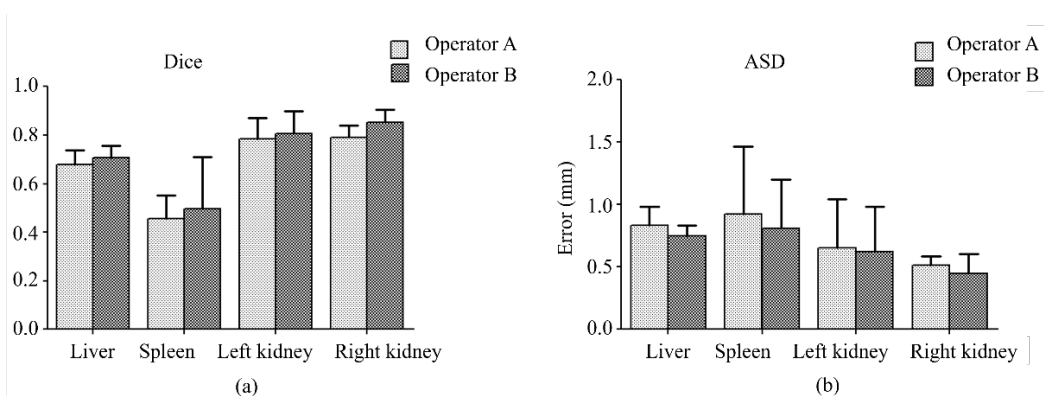 Dice
Operator A
Operator B
1.0
0.8
0.6
0.4
0.2
0.0
Liver Spleen Left kidney Right kidney
(a)
ASD
Operator A
Operator B
Error (mm)
2.0
1.5
1.0
0.5
0.0
Liver Spleen Left kidney Right kidney
(b)